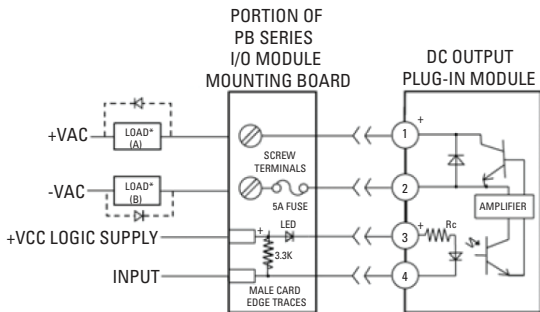 PORTION OF
PB SERIES
I/O MODULE
MOUNTING BOARD
DC OUTPUT
PLUG-IN MODULE
+VAC
LOAD*
(A)
1
+
SCREW
TERMINALS
-VAC
LOAD*
(B)
5A FUSE
2
AMPLIFIER
+VCC LOGIC SUPPLY
+
LED
3
+
Rc
3.3K
INPUT
4
MALE CARD
EDGE TRACES